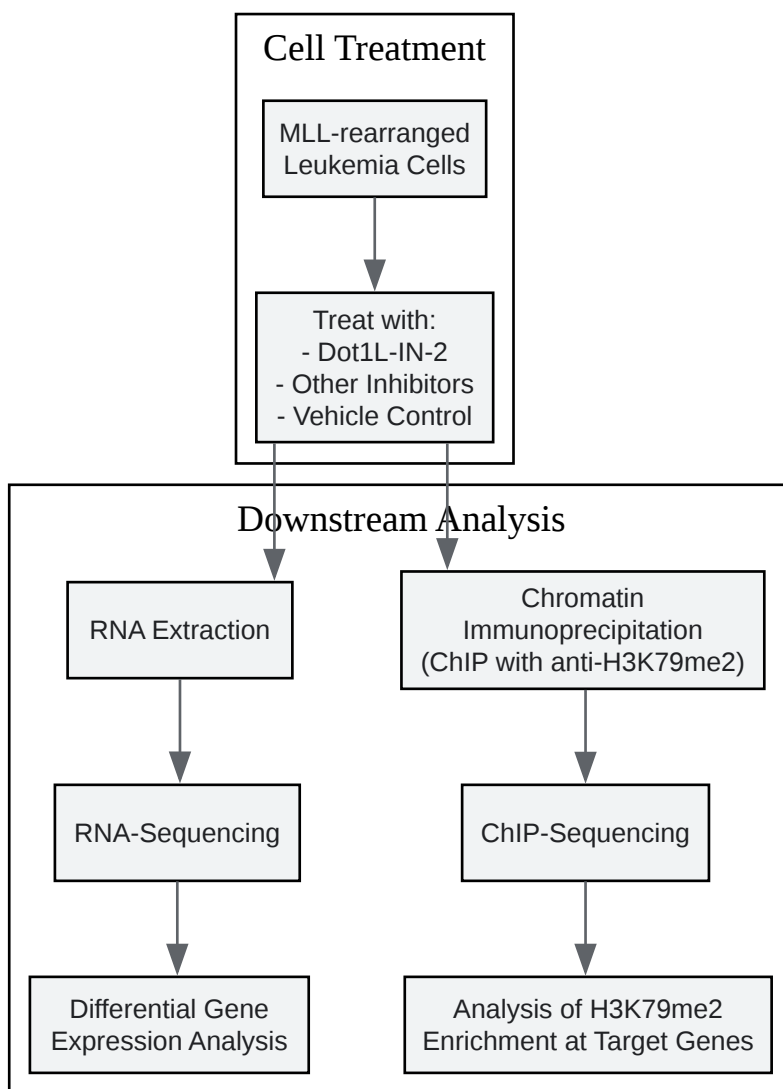 Cell Treatment
MLL-rearranged
Leukemia Cells
Treat with:
- Dot1L-IN-2
- Other Inhibitors
- Vehicle Control
Downstream Analysis
RNA Extraction
Chromatin
Immunoprecipitation
(ChIP with anti-H3K79me2)
RNA-Sequencing
ChIP-Sequencing
Differential Gene
Expression Analysis
Analysis of H3K79me2
Enrichment at Target Genes